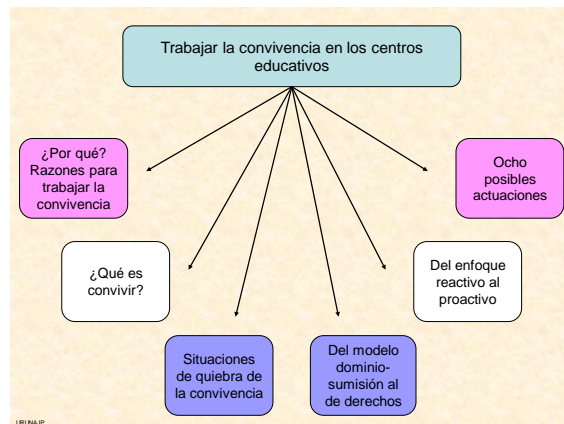 Trabajar la convivencia en los centros
educativos
¿Por qué?
Razones para
trabajar la
convivencia
Ocho
posibles
actuaciones
¿Qué es
convivir?
Del enfoque
reactivo al
proactivo
Situaciones
de quiebra de
la convivencia
Del modelo
dominio-
sumisión al
de derechos